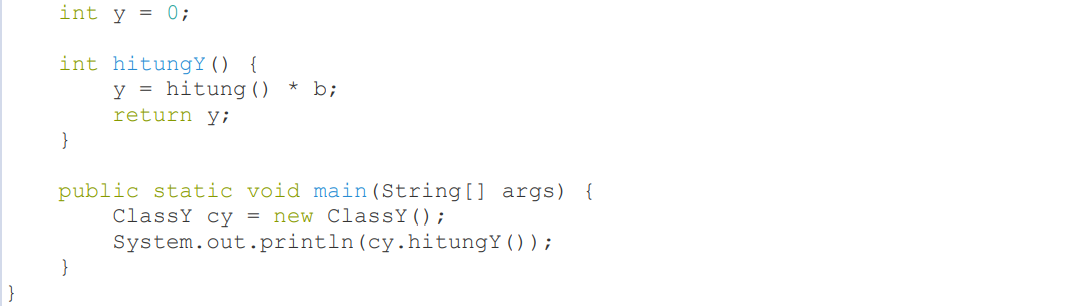 int y = 0;
int hitungY() {
y = hitung() * b;
return y;
}
public static void main(String[] args) {
ClassY cy = new ClassY();
System.out.println(cy.hitungY());
}
}